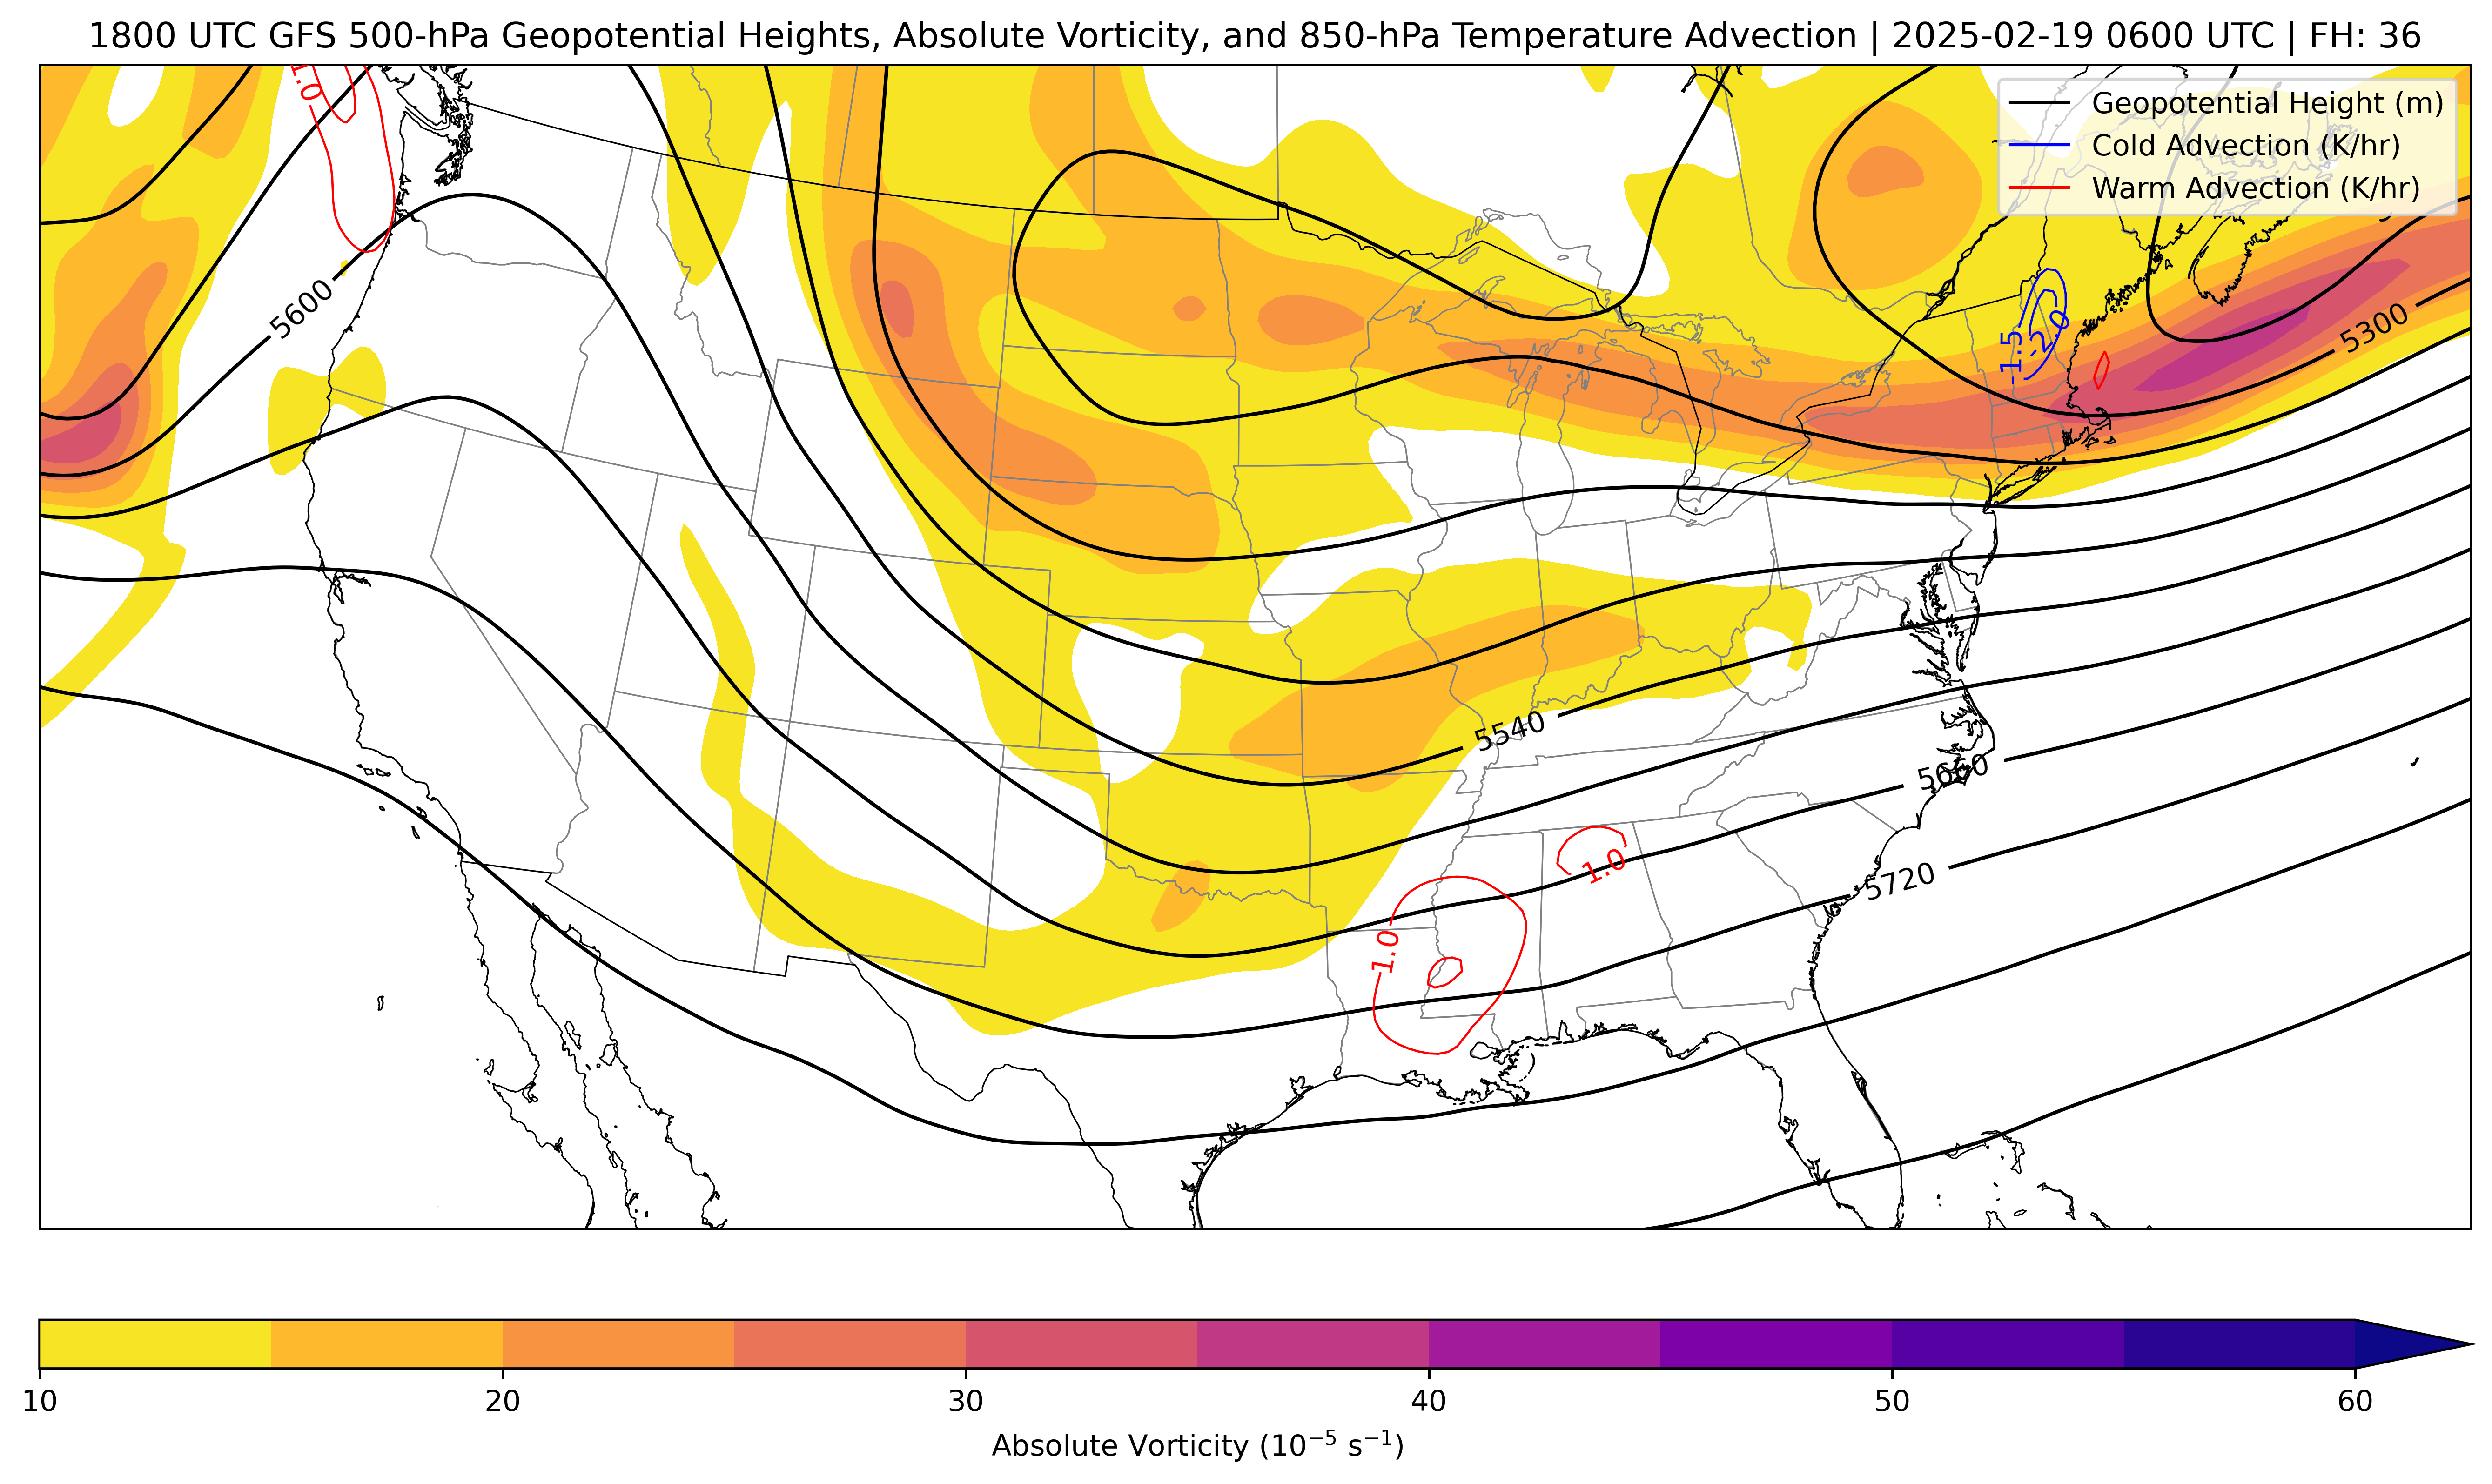 1800 UTC GFS 500-hPa Geopotential Heights, Absolute Vorticity, and 850-hPa Temperature Advection | 2025-02-19 0600 UTC | FH: 36
1.0
Geopotential Height (m)
Cold Advection (K/hr)
Warm Advection (K/hr)
5600
-1.5
-2.0
5300
5540
5660
1.0
5720
1.0
10 20 30 40 50 60
Absolute Vorticity (10⁻⁵ s⁻¹)